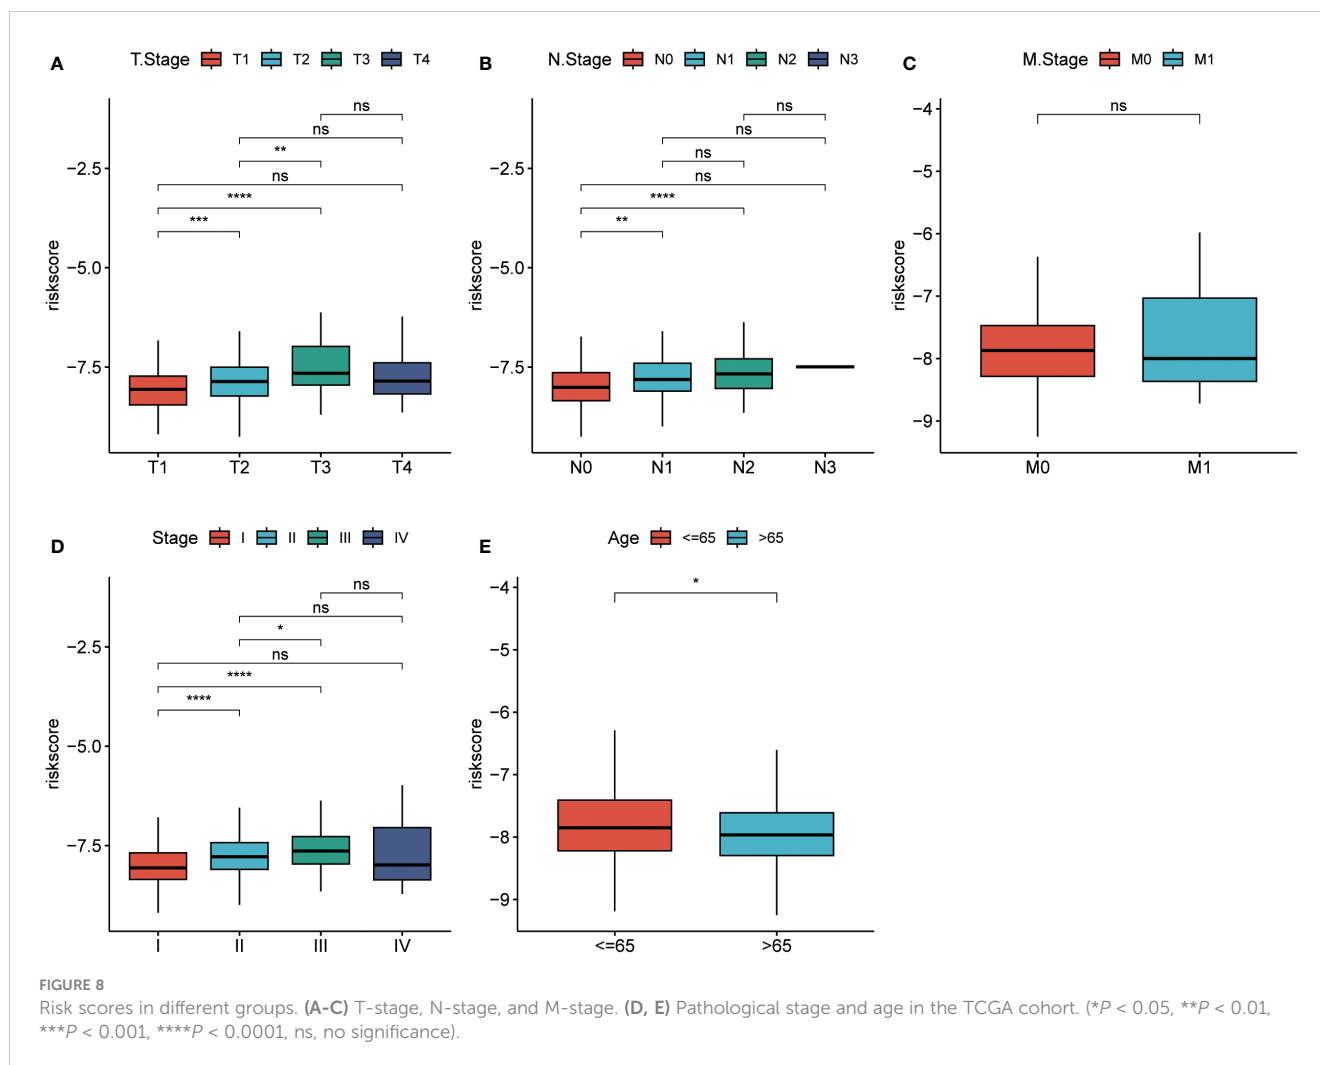 A
T.Stage T1 T2 T3 T4
ns
ns
**
ns
****
***
−2.5
−5.0
−7.5
riskscore
T1 T2 T3 T4
B
N.Stage N0 N1 N2 N3
ns
ns
ns
ns
****
**
−2.5
−5.0
−7.5
riskscore
N0 N1 N2 N3
C
M.Stage M0 M1
ns
−4
−5
−6
−7
−8
−9
riskscore
M0 M1
D
Stage I II III IV
ns
ns
*
ns
****
****
−2.5
−5.0
−7.5
riskscore
I II III IV
E
Age <=65 >65
*
−4
−5
−6
−7
−8
−9
riskscore
<=65 >65
FIGURE 8
Risk scores in different groups. (A-C) T-stage, N-stage, and M-stage. (D, E) Pathological stage and age in the TCGA cohort. (*P < 0.05, **P < 0.01,
***P < 0.001, ****P < 0.0001, ns, no significance).